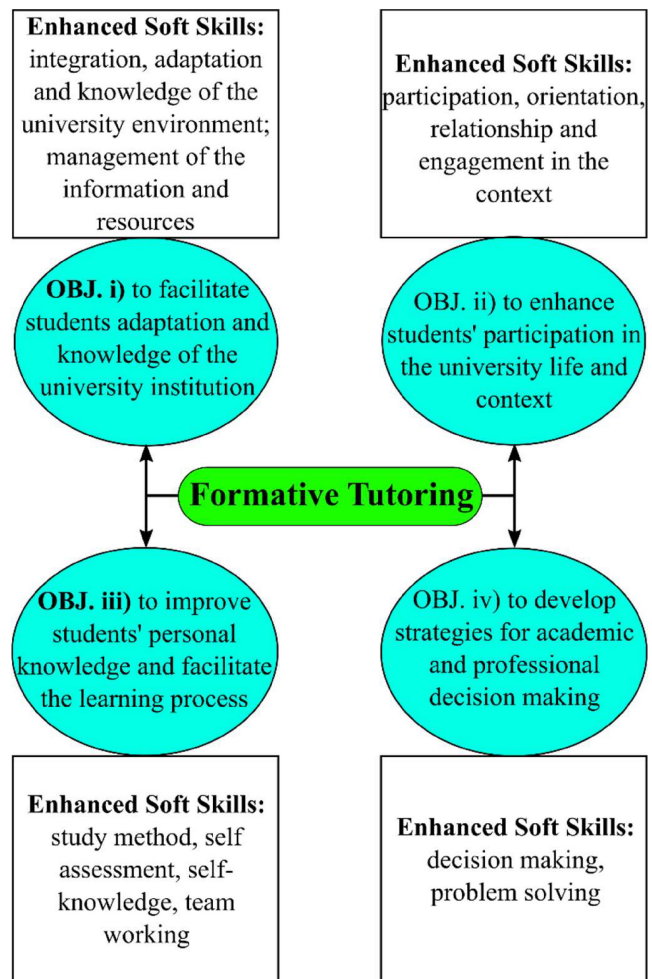 Enhanced Soft Skills:
integration, adaptation
and knowledge of the
university environment;
management of the
information and
resources
Enhanced Soft Skills:
participation, orientation,
relationship and
engagement in the
context
OBJ. i) to facilitate
students adaptation and
knowledge of the
university institution
OBJ. ii) to enhance
students' participation in
the university life and
context
Formative Tutoring
OBJ. iii) to improve
students' personal
knowledge and facilitate
the learning process
OBJ. iv) to develop
strategies for academic
and professional
decision making
Enhanced Soft Skills:
study method, self
assessment, self-
knowledge, team
working
Enhanced Soft Skills:
decision making,
problem solving